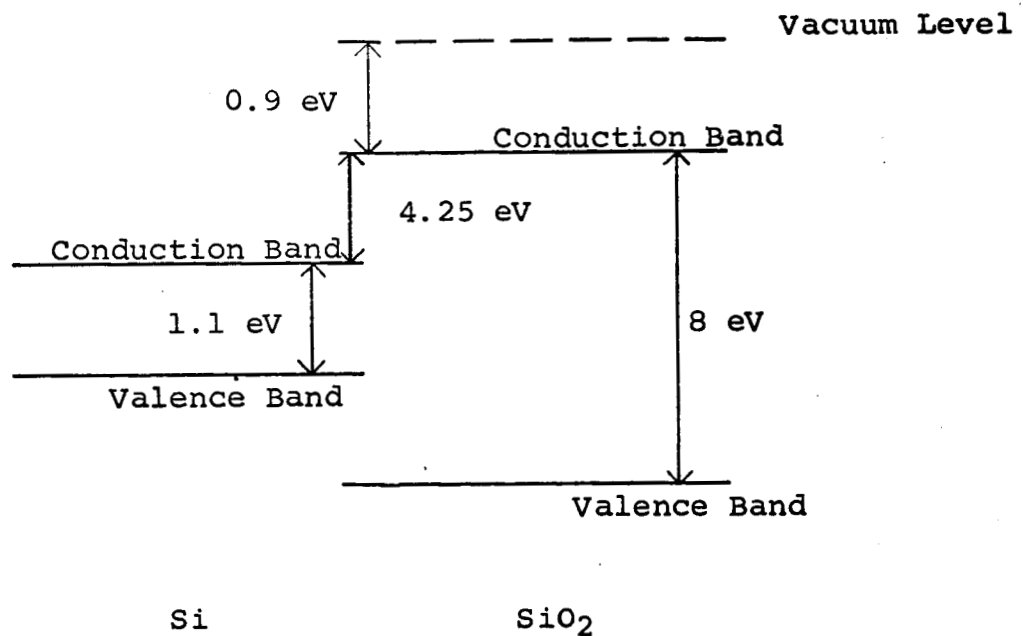 Vacuum Level
0.9 eV
Conduction Band
4.25 eV
Conduction Band
1.1 eV
8 eV
Valence Band
Valence Band
Si
SiO₂